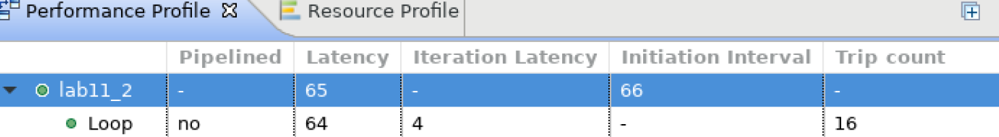 Performance Profile Resource Profile
Pipelined Latency Iteration Latency Initiation Interval Trip count
lab11_2 - 65 - 66 -
Loop no 64 4 - 16